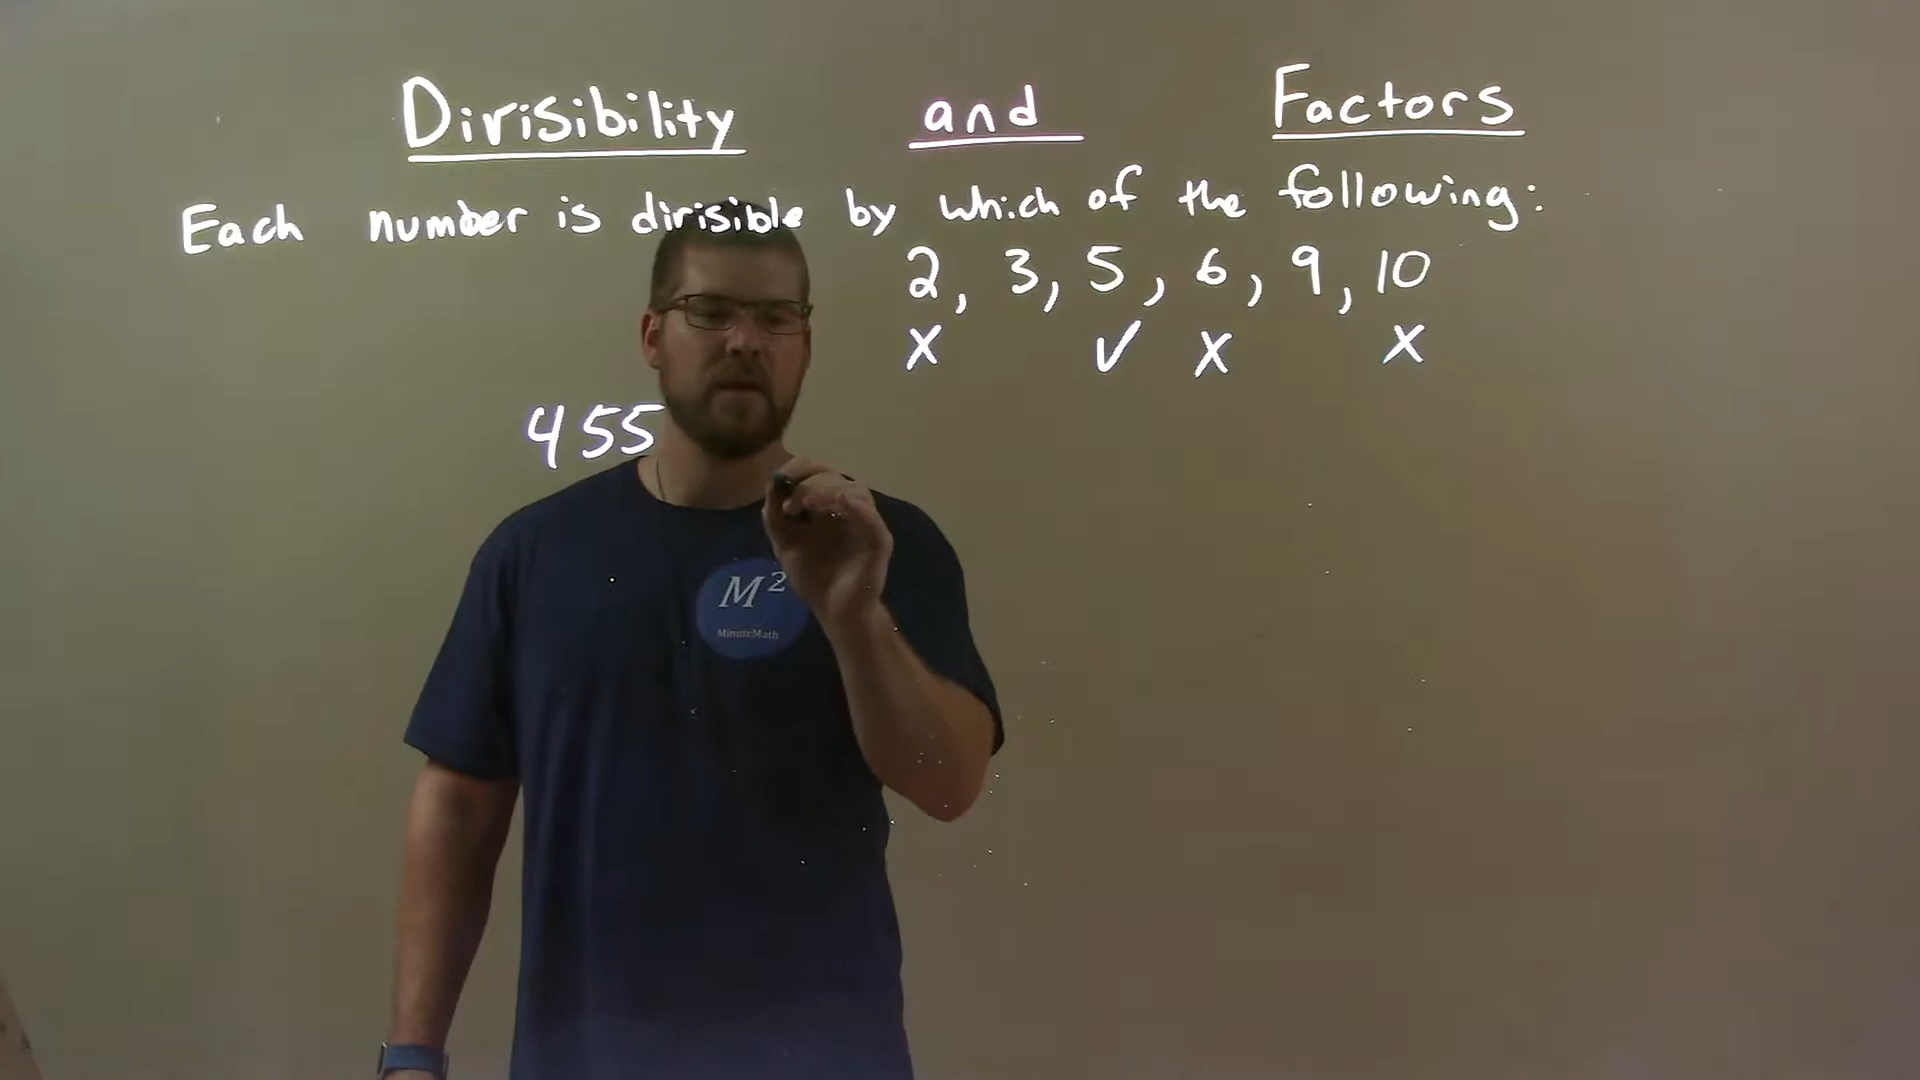 Divisibility and Factors
Each number is divisible by which of the following:
2, 3, 5, 6, 9, 10
X ✓ X X
455
M²
MinuteMath